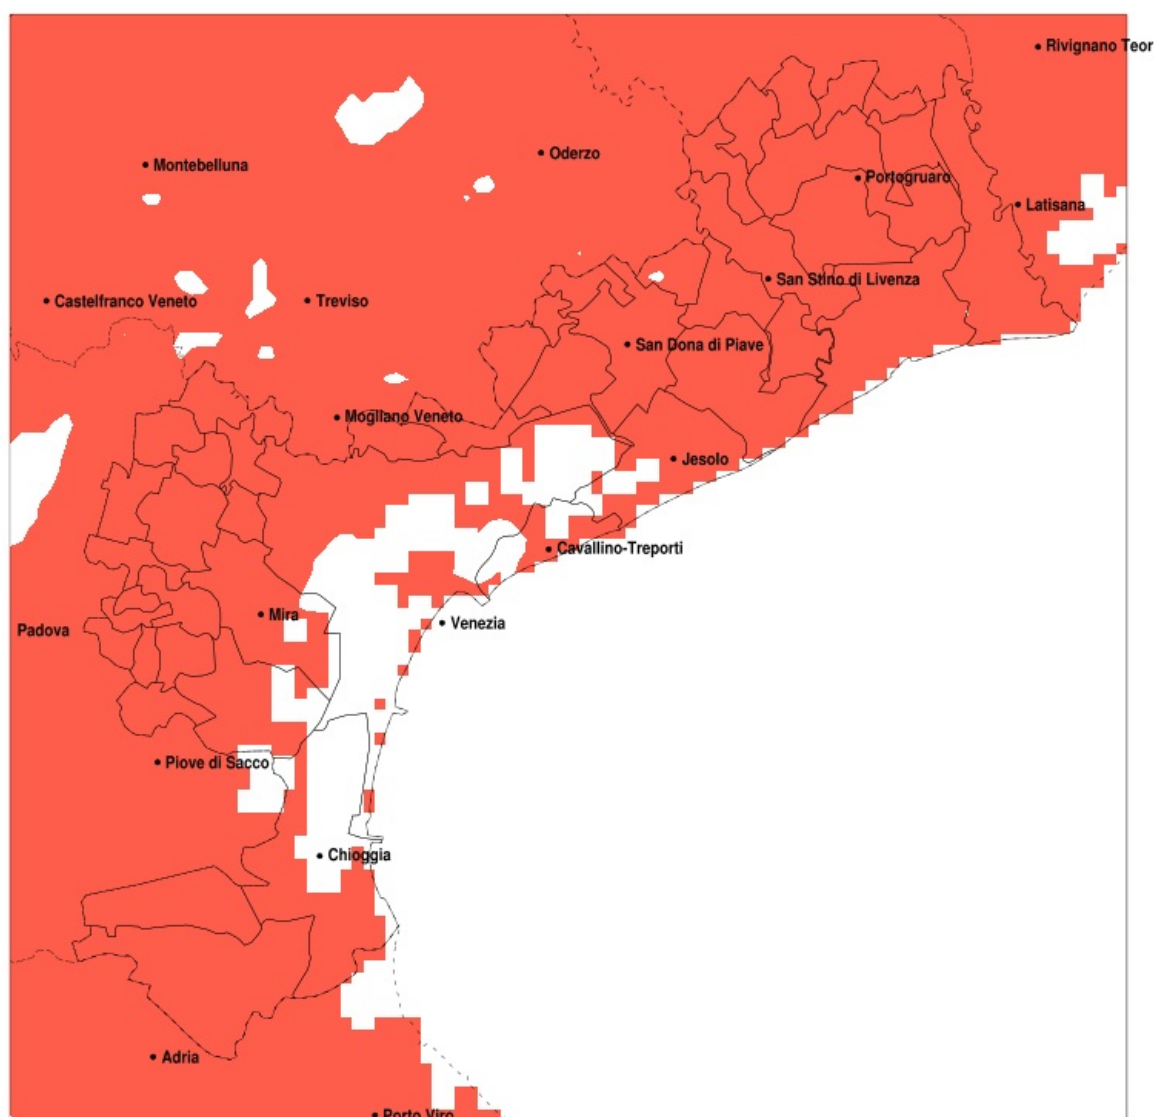 Rivignano Teor
Oderzo
Montebelluna
Portogruaro
Latisana
San Stino di Livenza
Castelfranco Veneto
Treviso
San Dona di Piave
Mogliano Veneto
Jesolo
Cavallino-Treporti
Mira
Venezia
Padova
Piove di Sacco
Chioggia
Adria
Porto Viro